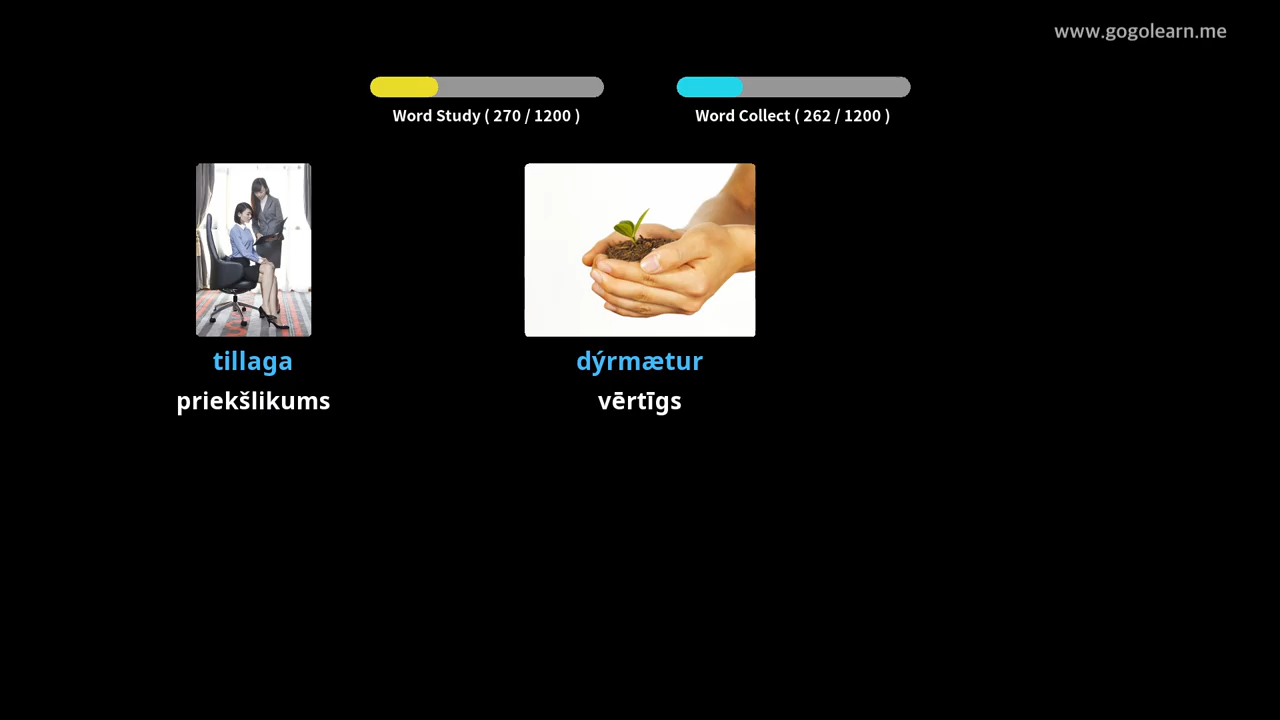 www.gogolearn.me
Word Study ( 270 / 1200 )
Word Collect ( 262 / 1200 )
tillaga
priekšlikums
dýrmætur
vērtīgs